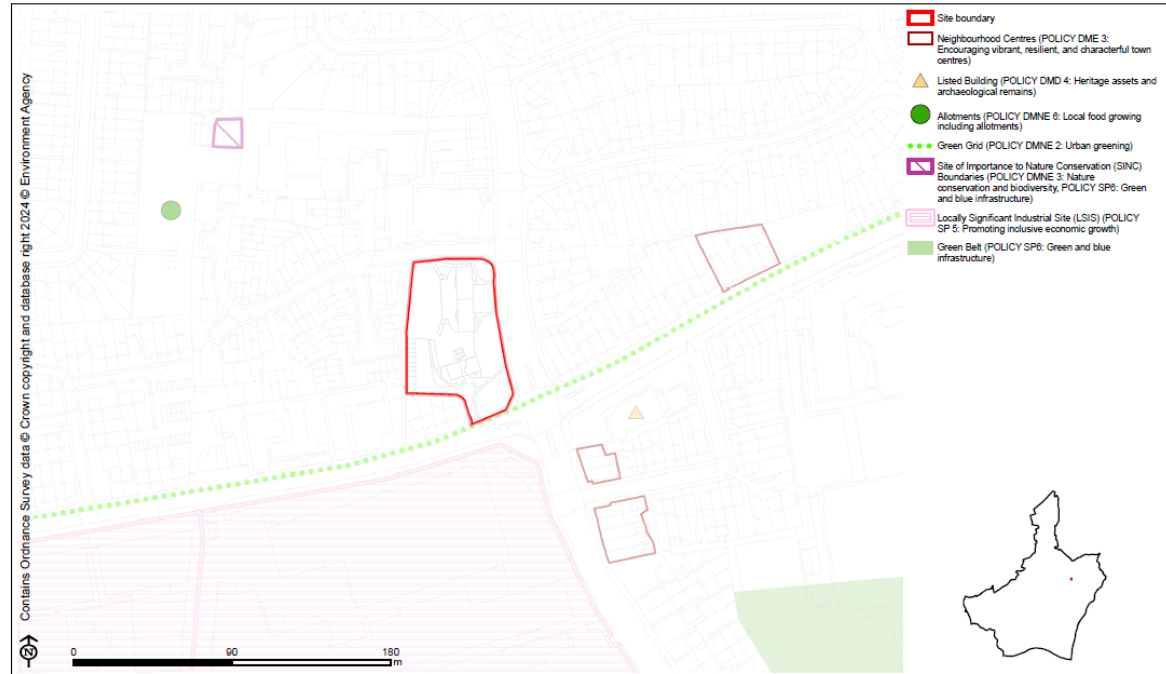 Contains Ordnance Survey data © Crown copyright and database right 2024 © Environment Agency
Site boundary
Neighbourhood Centres (POLICY DME 3:
Encouraging vibrant, resilient, and characterful town
centres)
Listed Building (POLICY DMD 4: Heritage assets and
archaeological remains)
Allotments (POLICY DMNE 6: Local food growing
including allotments)
Green Grid (POLICY DMNE 2: Urban greening)
Site of Importance to Nature Conservation (SINC)
Boundaries (POLICY DMNE 3: Nature
conservation and biodiversity, POLICY SP6: Green
and blue infrastructure)
Locally Significant Industrial Site (LSIS) (POLICY
SP 5: Promoting inclusive economic growth)
Green Belt (POLICY SP6: Green and blue
infrastructure)
N
0 90 180
m